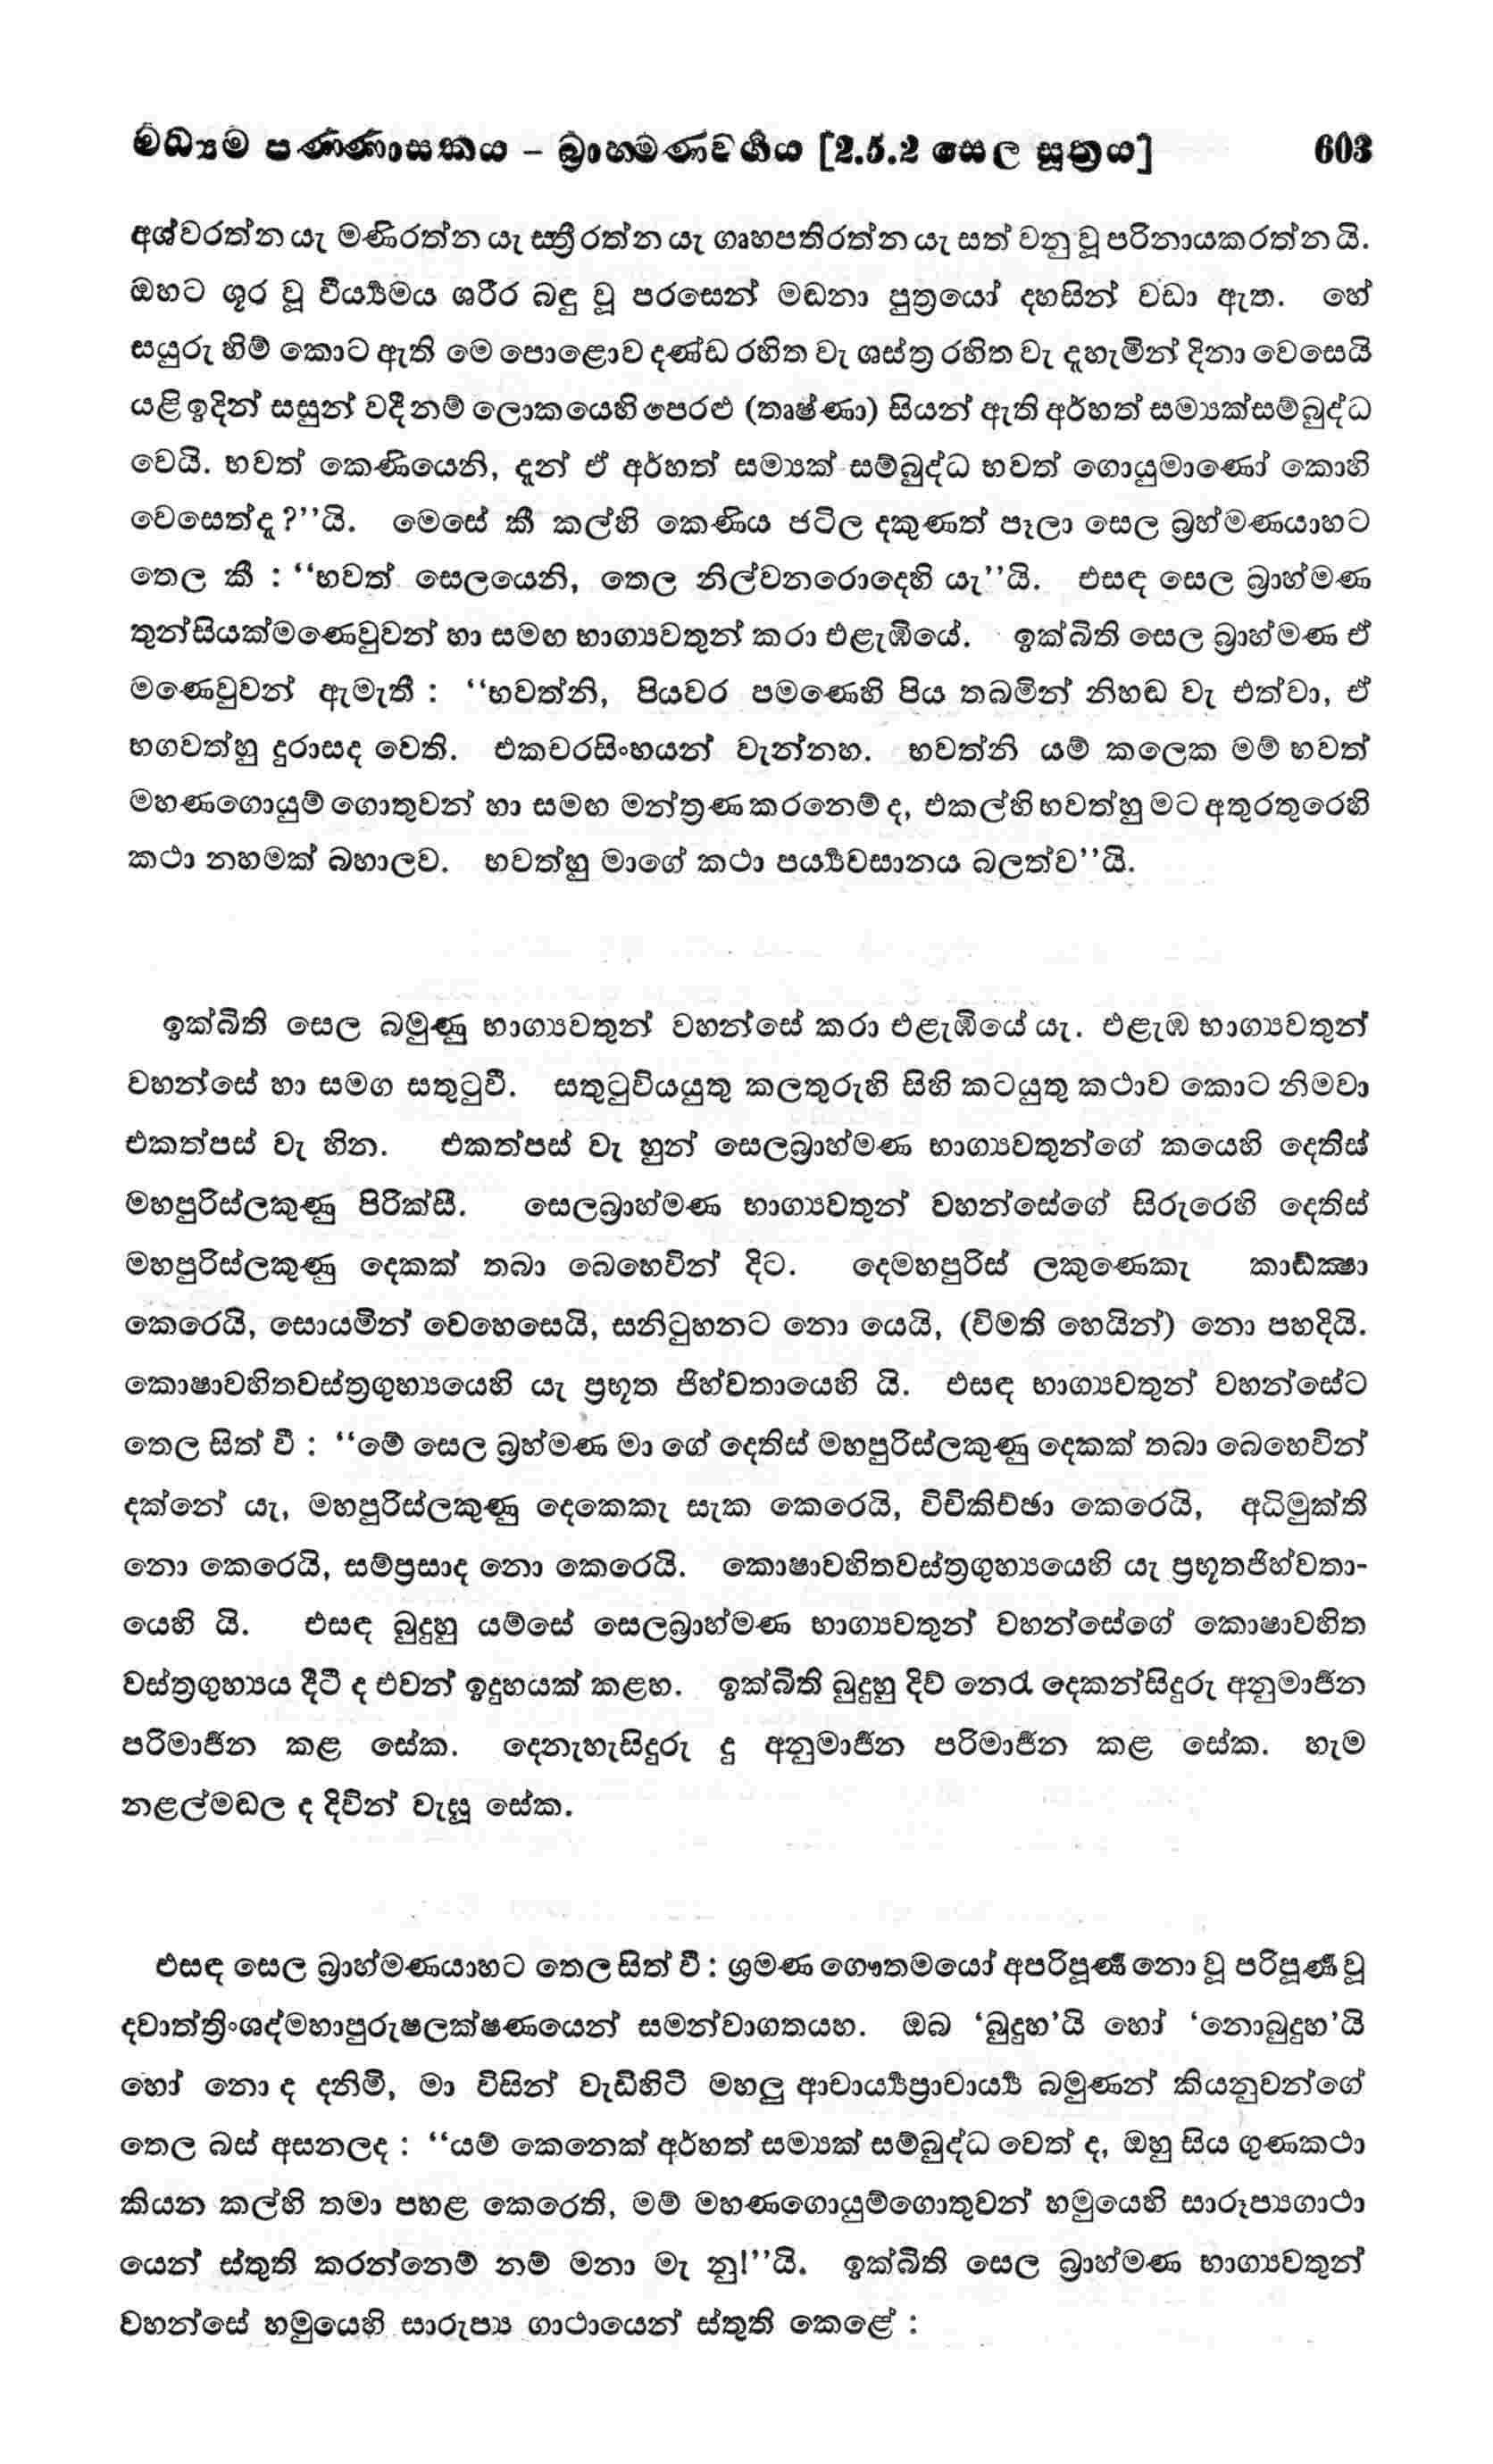 මධ්‍යම පණ්ණාසකය – බ්‍රාහ්මණවර්‍ගය [2.5.2 සෙල සූත්‍රය] 603
අශ්වරත්න යැ මණිරත්න යැ ස්ත්‍රීරත්න යැ ගෘහපතිරත්න යැ සත් වනු වූ පරිනායකරත්න යි.
ඔහට ශූර වූ වීර්‍ය්‍යමය ශරීර බඳු වූ පරසෙන් මඬනා පුත්‍රයෝ දහසින් වඩා ඇත. හේ
සයුරු හිම් කොට ඇති මෙ පොළොව දණ්ඩ රහිත වැ ශස්ත්‍ර රහිත වැ දැහැමින් දිනා වෙසෙයි
යළි ඉදින් සසුන් වදී නම් ලොකයෙහි පෙරළු (තෘෂ්ණා) සියන් ඇති අර්හත් සම්‍යක්සම්බුද්ධ
වෙයි. භවත් කෙණියෙනි, දැන් ඒ අර්හත් සම්‍යක් සම්බුද්ධ භවත් ගොයුමාණෝ කොහි
වෙසෙත්දැ?’’යි. මෙසේ කී කල්හි කෙණිය ජටිල දකුණත් පෑලා සෙල බ්‍රහ්මණයාහට
තෙල කී : ‘‘භවත් සෙලයෙනි, තෙල නිල්වනරොදෙහි යැ’’යි. එසඳ සෙල බ්‍රාහ්මණ
තුන්සියක්මණෙවුවන් හා සමඟ භාග්‍යවතුන් කරා එළැඹියේ. ඉක්බිති සෙල බ්‍රාහ්මණ ඒ
මණෙවුවන් ඇමැතී : ‘‘භවත්නි, පියවර පමණෙහි පිය තබමින් නිහඬ වැ එත්වා, ඒ
භගවත්හු දුරාසද වෙති. එකචරසිංහයන් වැන්නහ. භවත්නි යම් කලෙක මම් භවත්
මහණගොයුම් ගොතුවන් හා සමඟ මන්ත්‍රණ කරනෙම් ද, එකල්හි භවත්හු මට අතුරතුරෙහි
කථා නහමක් බහාලව. භවත්හු මාගේ කථා පර්‍ය්‍යවසානය බලත්ව’’යි.
ඉක්බිති සෙල බමුණු භාග්‍යවතුන් වහන්සේ කරා එළැඹියේ යැ. එළැඹ භාග්‍යවතුන්
වහන්සේ හා සමග සතුටුවී. සතුටුවියයුතු කලතුරුහි සිහි කටයුතු කථාව කොට නිමවා
එකත්පස් වැ හින. එකත්පස් වැ හුන් සෙලබ්‍රාහ්මණ භාග්‍යවතුන්ගේ කයෙහි දෙතිස්
මහපුරිස්ලකුණු පිරික්සී. සෙලබ්‍රාහ්මණ භාග්‍යවතුන් වහන්සේගේ සිරුරෙහි දෙතිස්
මහපුරිස්ලකුණු දෙකක් තබා බෙහෙවින් දිට. දෙමහපුරිස් ලකුණෙකැ කාඞ්ක්‍ෂා
කෙරෙයි, සොයමින් වෙහෙසෙයි, සනිටුහනට නො යෙයි, (විමති හෙයින්) නො පහදියි.
කොෂාවහිතවස්ත්‍රගුහ්‍යයෙහි යැ ප්‍රභූත ජිහ්වතායෙහි යි. එසඳ භාග්‍යවතුන් වහන්සේට
තෙල සිත් වී : ‘‘මේ සෙල බ්‍රහ්මණ මා ගේ දෙතිස් මහපුරිස්ලකුණු දෙකක් තබා බෙහෙවින්
දක්නේ යැ, මහපුරිස්ලකුණු දෙකෙකැ සැක කෙරෙයි, විචිකිච්ඡා කෙරෙයි, අධිමුක්ති
නො කෙරෙයි, සම්ප්‍රසාද නො කෙරෙයි. කොෂාවහිතවස්ත්‍රගුහ්‍යයෙහි යැ ප්‍රභූතජිහ්වතා-
යෙහි යි. එසඳ බුදුහු යම්සේ සෙලබ්‍රාහ්මණ භාග්‍යවතුන් වහන්සේගේ කොෂාවහිත
වස්ත්‍රගුහ්‍යය දීටී ද එවන් ඉදුහයක් කළහ. ඉක්බිති බුදුහු දිව් නෙරැ දෙකන්සිදුරු අනුමාර්‍ජන
පරිමාර්‍ජන කළ සේක. දෙනැහැසිදුරු දු අනුමාර්‍ජන පරිමාර්‍ජන කළ සේක. හැම
නළල්මඬල ද දිවින් වැසූ සේක.
එසඳ සෙල බ්‍රාහ්මණයාහට තෙල සිත් වී : ශ්‍රමණ ගෞතමයෝ අපරිපූර්‍ණ නො වූ පරිපූර්‍ණ වූ
ද්වාත්ත්‍රිංශද්මහාපුරුෂලක්ෂණයෙන් සමන්වාගතයහ. ඔබ ‘බුදුහ’යි හෝ ‘නොබුදුහ’යි
හෝ නො ද දනිමි, මා විසින් වැඩිහිටි මහලු ආචාර්‍ය්‍යප්‍රාචාර්‍ය්‍ය බමුණන් කියනුවන්ගේ
තෙල බස් අසනලද : ‘‘යම් කෙනෙක් අර්හත් සම්‍යක් සම්බුද්ධ වෙත් ද, ඔහු සිය ගුණකථා
කියන කල්හි තමා පහළ කෙරෙති, මම් මහණගොයුම්ගොතුවන් හමුයෙහි සාරූප්‍යගාථා
යෙන් ස්තුති කරන්නෙම් නම් මනා මැ නු!’’යි. ඉක්බිති සෙල බ්‍රාහ්මණ භාග්‍යවතුන්
වහන්සේ හමුයෙහි සාරුප්‍ය ගාථායෙන් ස්තුති කෙළේ :